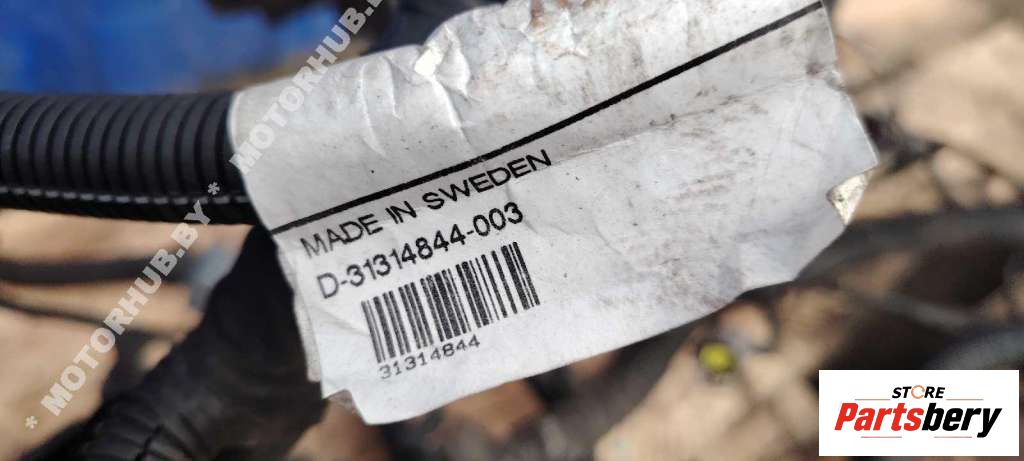 * MOTORHUB.BY *
* MOTORHUB.BY *
MADE IN SWEDEN
D-31314844-003
31314844
STORE
Partsbery